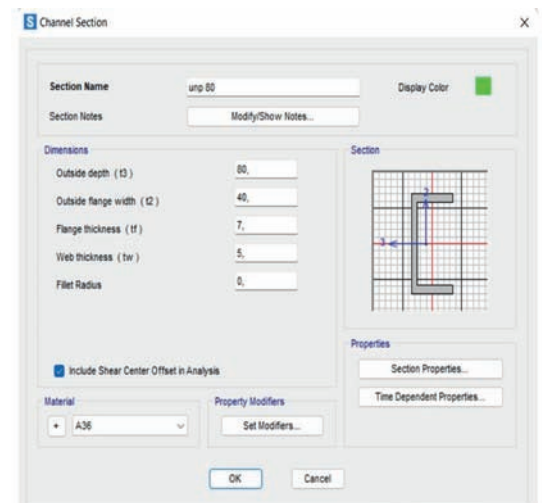 S Channel Section X
Section Name unp 80 Display Color
Section Notes Modify/Show Notes...
Dimensions
Outside depth ( t3 ) 80,
Outside flange width ( t2 ) 40,
Flange thickness ( tf ) 7,
Web thickness ( tw ) 5,
Fillet Radius 0,
Include Shear Center Offset in Analysis
Section
2
3
Properties
Section Properties...
Time Dependent Properties...
Material
+ A36
Property Modifiers
Set Modifiers...
OK Cancel